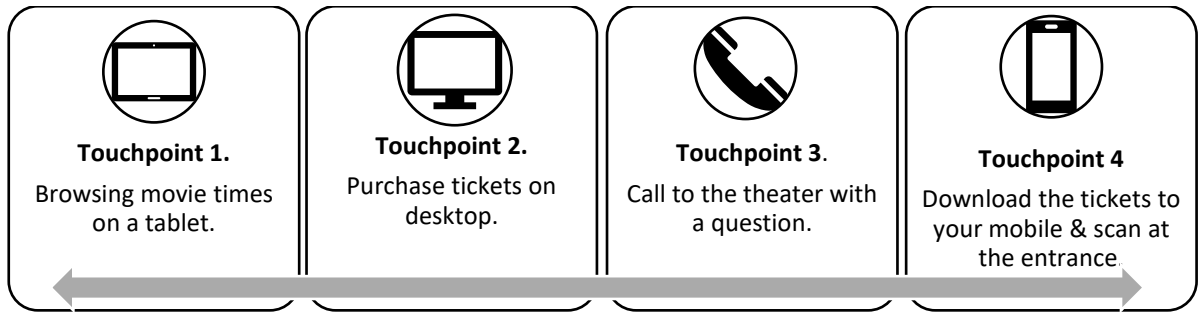 Touchpoint 1.
Browsing movie times
on a tablet.
Touchpoint 2.
Purchase tickets on
desktop.
Touchpoint 3.
Call to the theater with
a question.
Touchpoint 4
Download the tickets to
your mobile & scan at
the entrance.